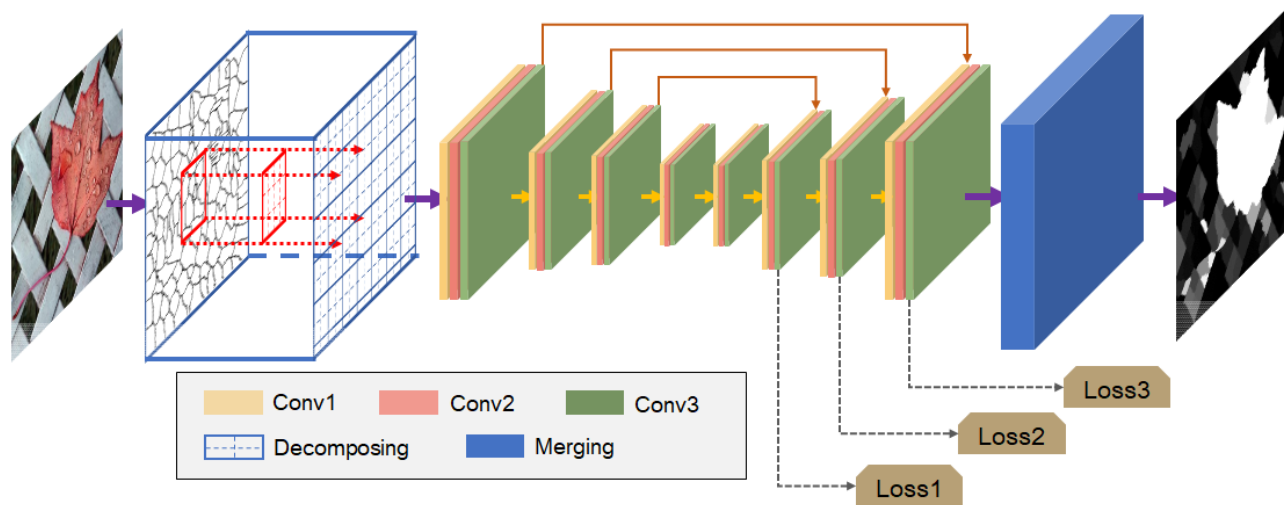 Conv1 Conv2 Conv3
Decomposing Merging
Loss3
Loss2
Loss1